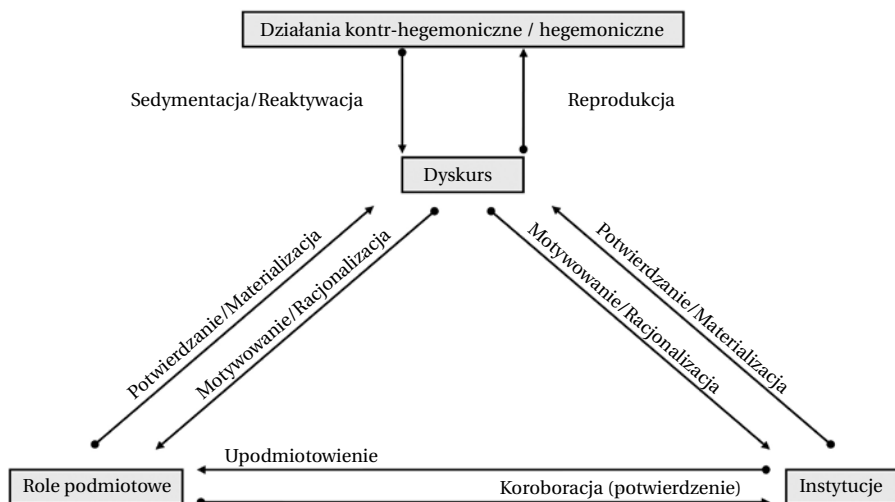 Działania kontr-hegemoniczne / hegemoniczne
Sedymentacja/Reaktywacja
Reprodukcja
Dyskurs
Potwierdzanie/Materializacja
Motywowanie/Racjonalizacja
Motywowanie/Racjonalizacja
Potwierdzanie/Materializacja
Upodmiotowienie
Role podmiotowe
Koroboracja (potwierdzenie)
Instytucje